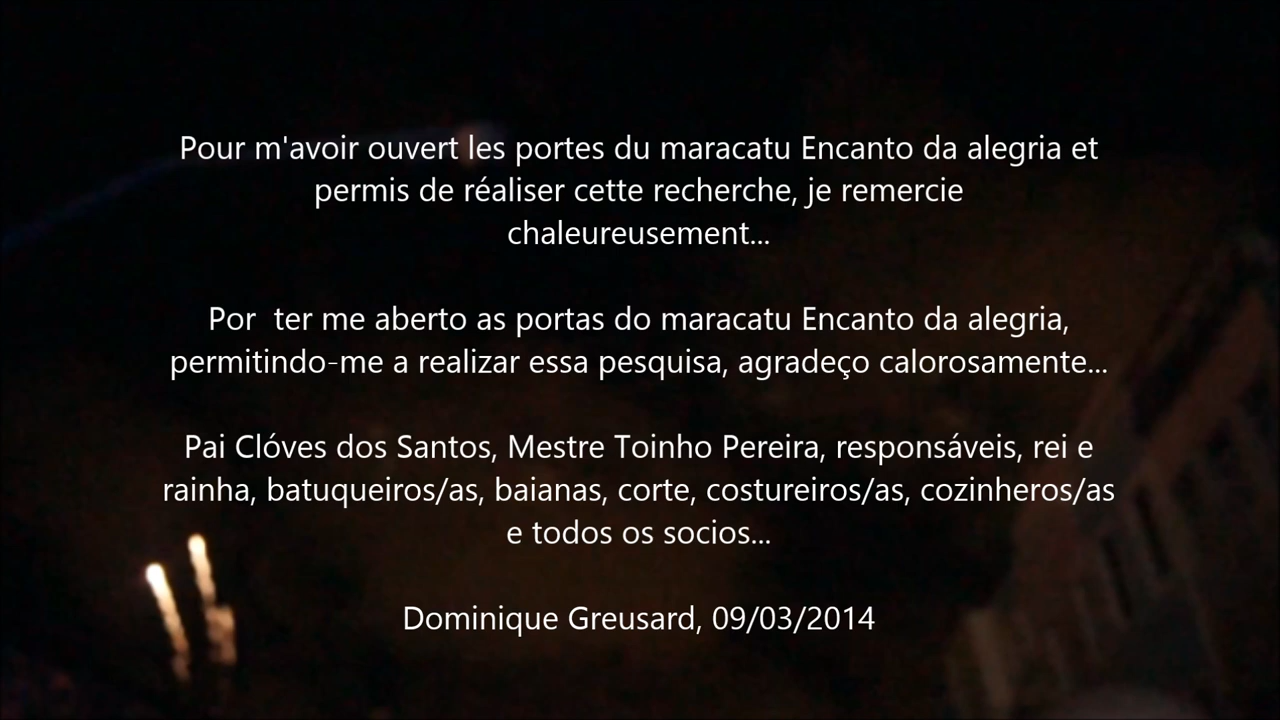 Pour m'avoir ouvert les portes du maracatu Encanto da alegria et
permis de réaliser cette recherche, je remercie
chaleureusement...
Por  ter me aberto as portas do maracatu Encanto da alegria,
permitindo-me a realizar essa pesquisa, agradeço calorosamente...
Pai Clóves dos Santos, Mestre Toinho Pereira, responsáveis, rei e
rainha, batuqueiros/as, baianas, corte, costureiros/as, cozinheros/as
e todos os socios...
Dominique Greusard, 09/03/2014